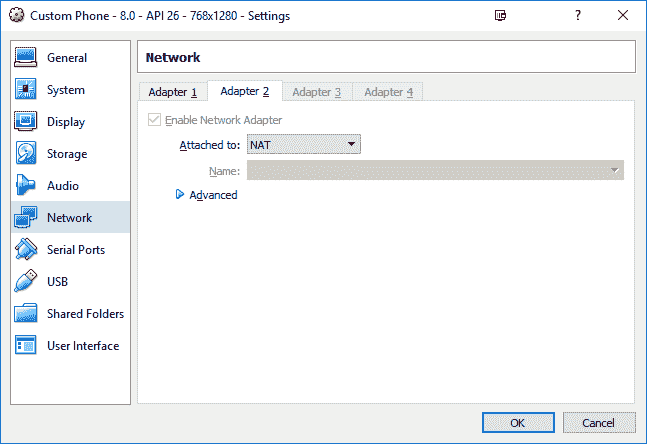 Custom Phone - 8.0 - API 26 - 768x1280 - Settings
General
System
Display
Storage
Audio
Network
Serial Ports
USB
Shared Folders
User Interface
Network
Adapter 1 Adapter 2 Adapter 3 Adapter 4
Enable Network Adapter
Attached to: NAT
Name:
Advanced
OK Cancel